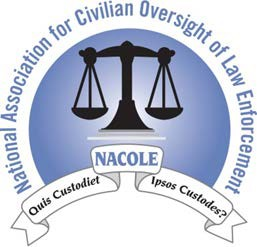 National Association for Civilian Oversight of Law Enforcement
NACOLE
Quis Custodiet Ipsos Custodes?